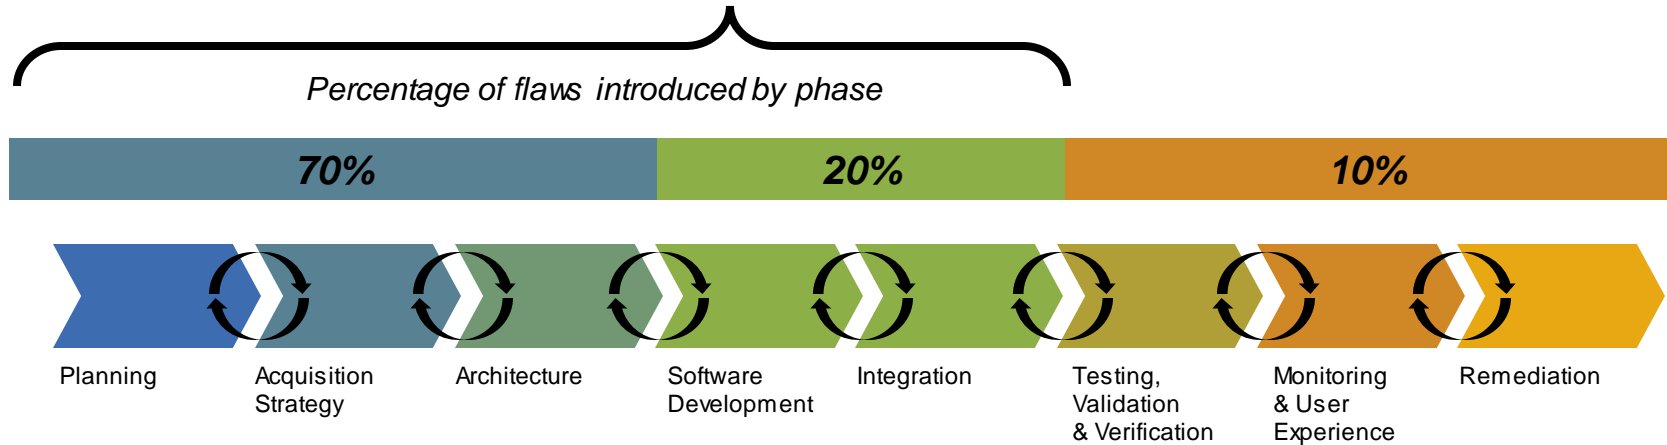 Percentage of flaws introduced by phase
70%
20%
10%
Planning
Acquisition
Strategy
Architecture
Software
Development
Integration
Testing,
Validation
& Verification
Monitoring
& User
Experience
Remediation